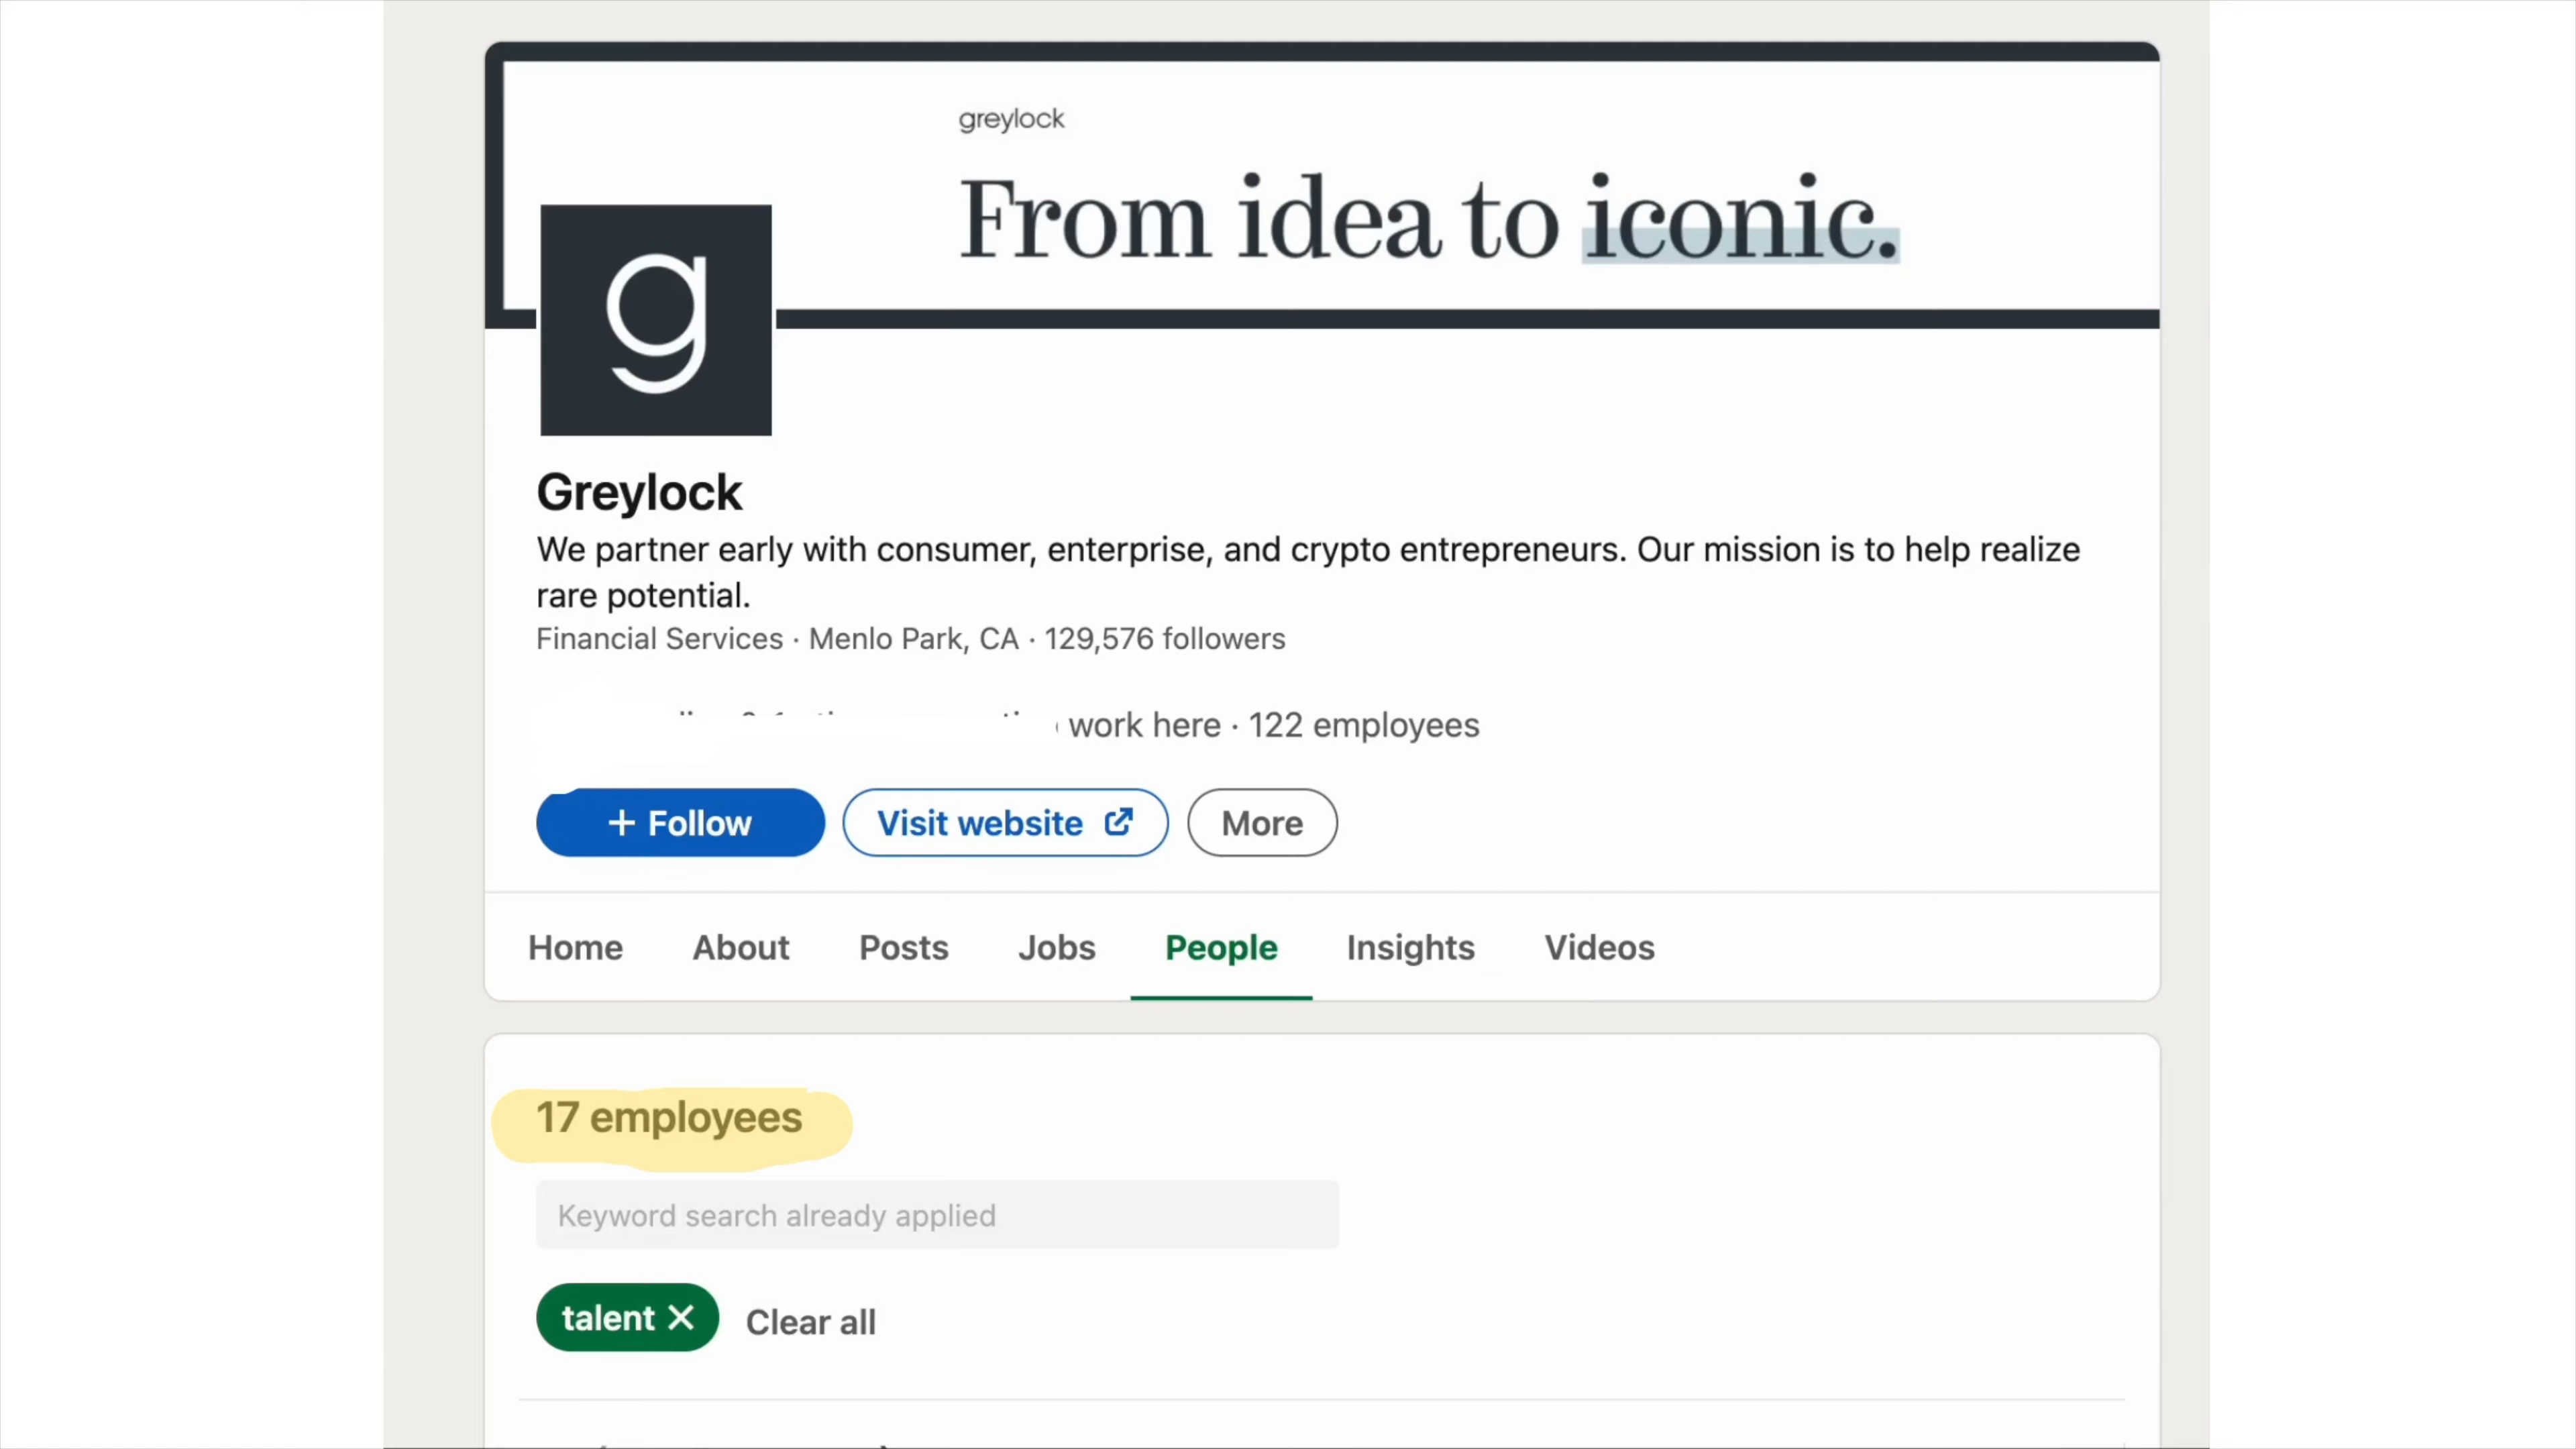 greylock
From idea to iconic.
g
Greylock
We partner early with consumer, enterprise, and crypto entrepreneurs. Our mission is to help realize
rare potential.
Financial Services · Menlo Park, CA · 129,576 followers
work here · 122 employees
+ Follow
Visit website
More
Home About Posts Jobs People Insights Videos
17 employees
Keyword search already applied
talent ✕ Clear all